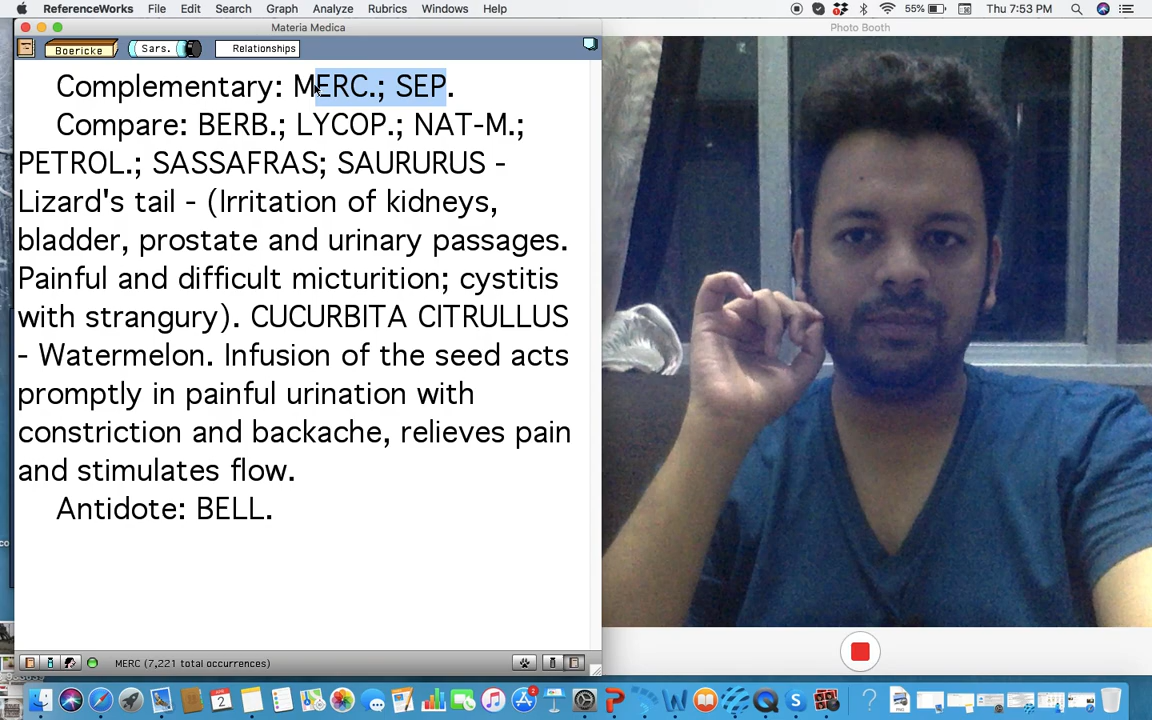 ReferenceWorks File Edit Search Graph Analyze Rubrics Windows Help 55% Thu 7:53 PM
Materia Medica
Photo Booth
Boericke Sars. Relationships
Complementary: MERC.; SEP.
Compare: BERB.; LYCOP.; NAT-M.;
PETROL.; SASSAFRAS; SAURURUS -
Lizard's tail - (Irritation of kidneys,
bladder, prostate and urinary passages.
Painful and difficult micturition; cystitis
with strangury). CUCURBITA CITRULLUS
- Watermelon. Infusion of the seed acts
promptly in painful urination with
constriction and backache, relieves pain
and stimulates flow.
Antidote: BELL.
MERC (7,221 total occurrences)